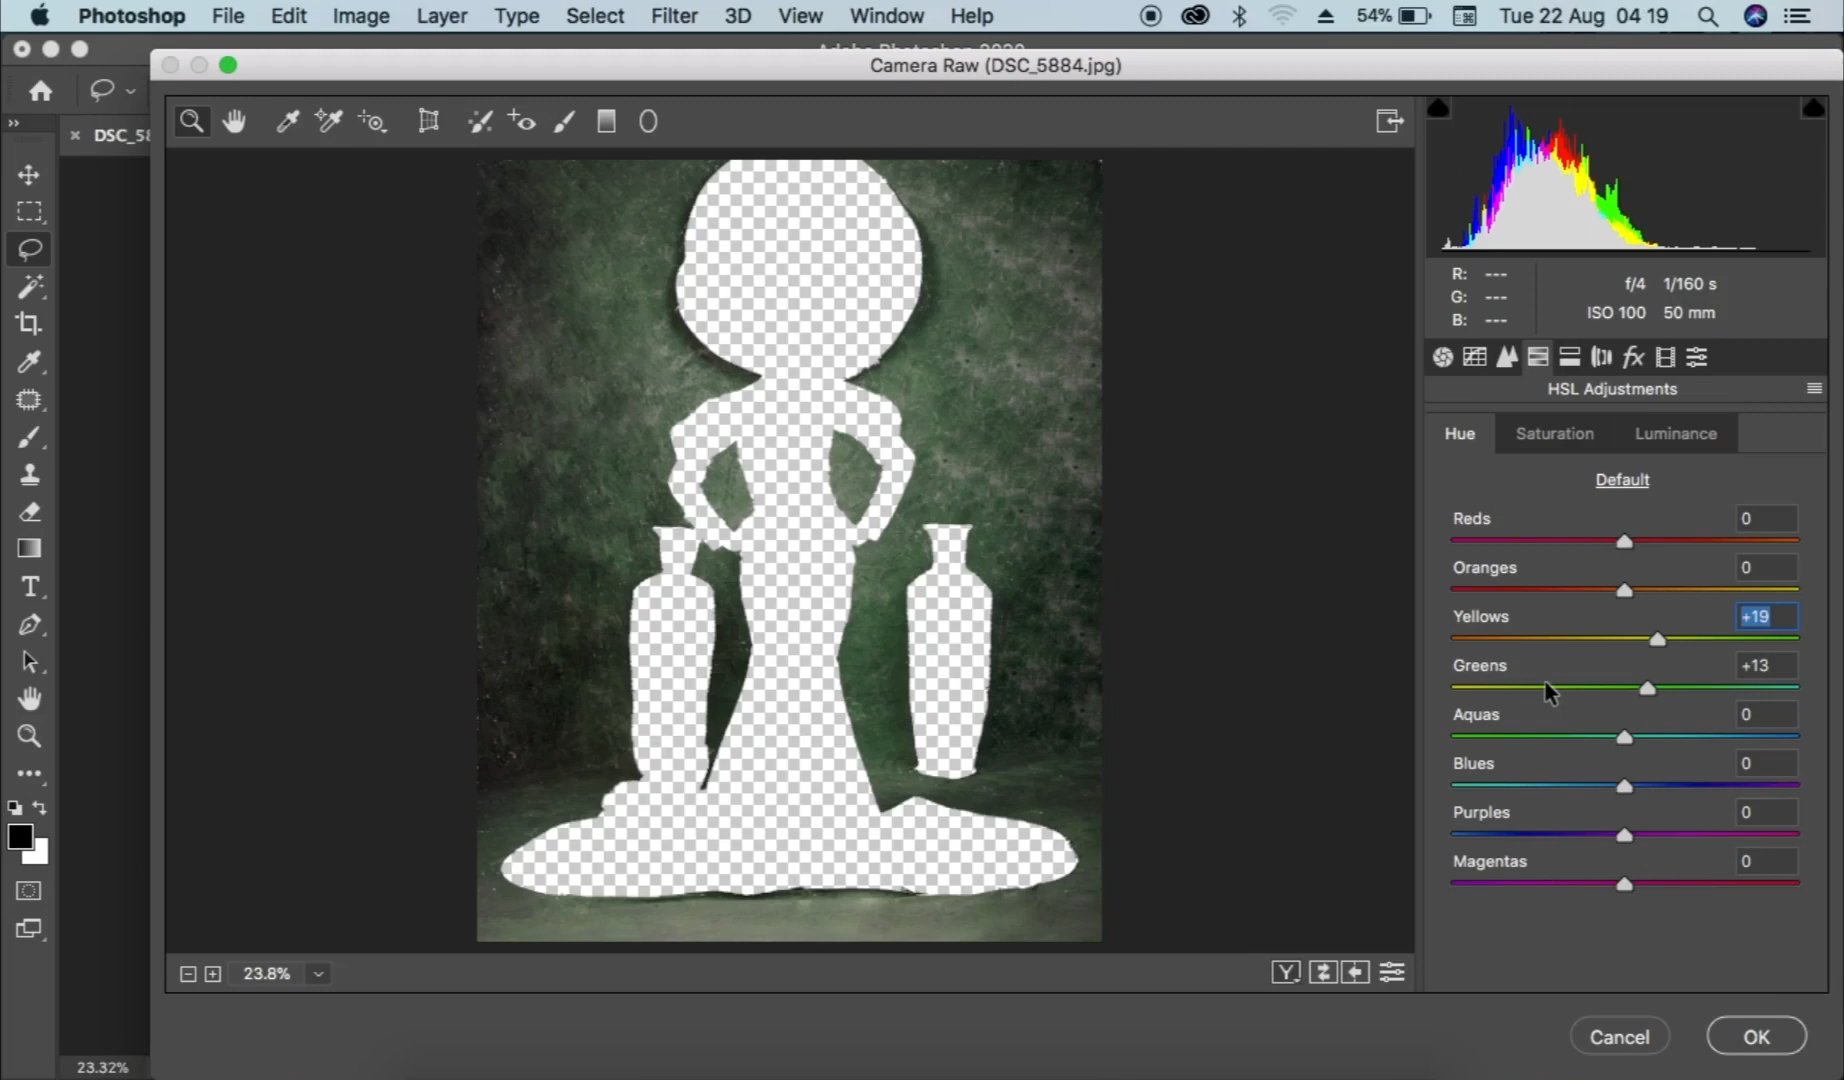 Photoshop File Edit Image Layer Type Select Filter 3D View Window Help 54% Tue 22 Aug 04 19
Camera Raw (DSC_5884.jpg)
DSC_58
R: ---
G: ---
B: ---
f/4 1/160 s
ISO 100 50 mm
HSL Adjustments
Hue Saturation Luminance
Default
Reds 0
Oranges 0
Yellows +19
Greens +13
Aquas 0
Blues 0
Purples 0
Magentas 0
23.8%
Y
Cancel OK
23.32%